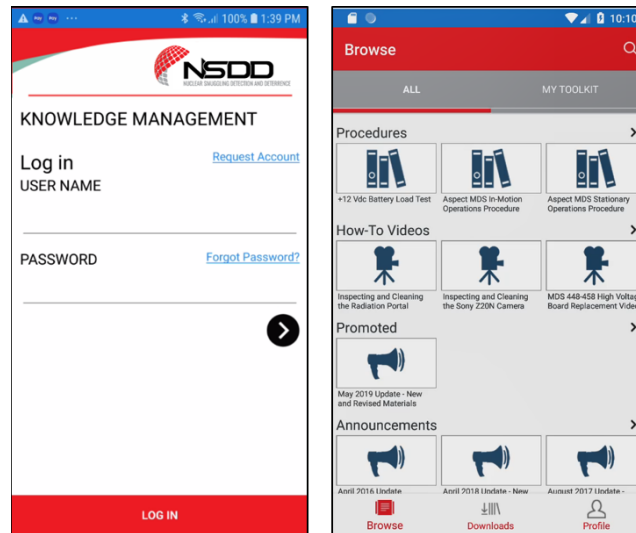 100% 1:39 PM
NSDD
NUCLEAR SMUGGLING DETECTION AND DETERRENCE
KNOWLEDGE MANAGEMENT
Log in
Request Account
USER NAME
PASSWORD
Forgot Password?
LOG IN
10:10
Browse
ALL
MY TOOLKIT
Procedures
+12 Vdc Battery Load Test
Aspect MDS In-Motion
Operations Procedure
Aspect MDS Stationary
Operations Procedure
How-To Videos
Inspecting and Cleaning
the Radiation Portal
Inspecting and Cleaning
the Sony Z20N Camera
MDS 448-458 High Voltag
Board Replacement Vide
Promoted
May 2019 Update - New
and Revised Materials
Announcements
April 2016 Update
April 2018 Update - New
August 2017 Update -
Browse
Downloads
Profile